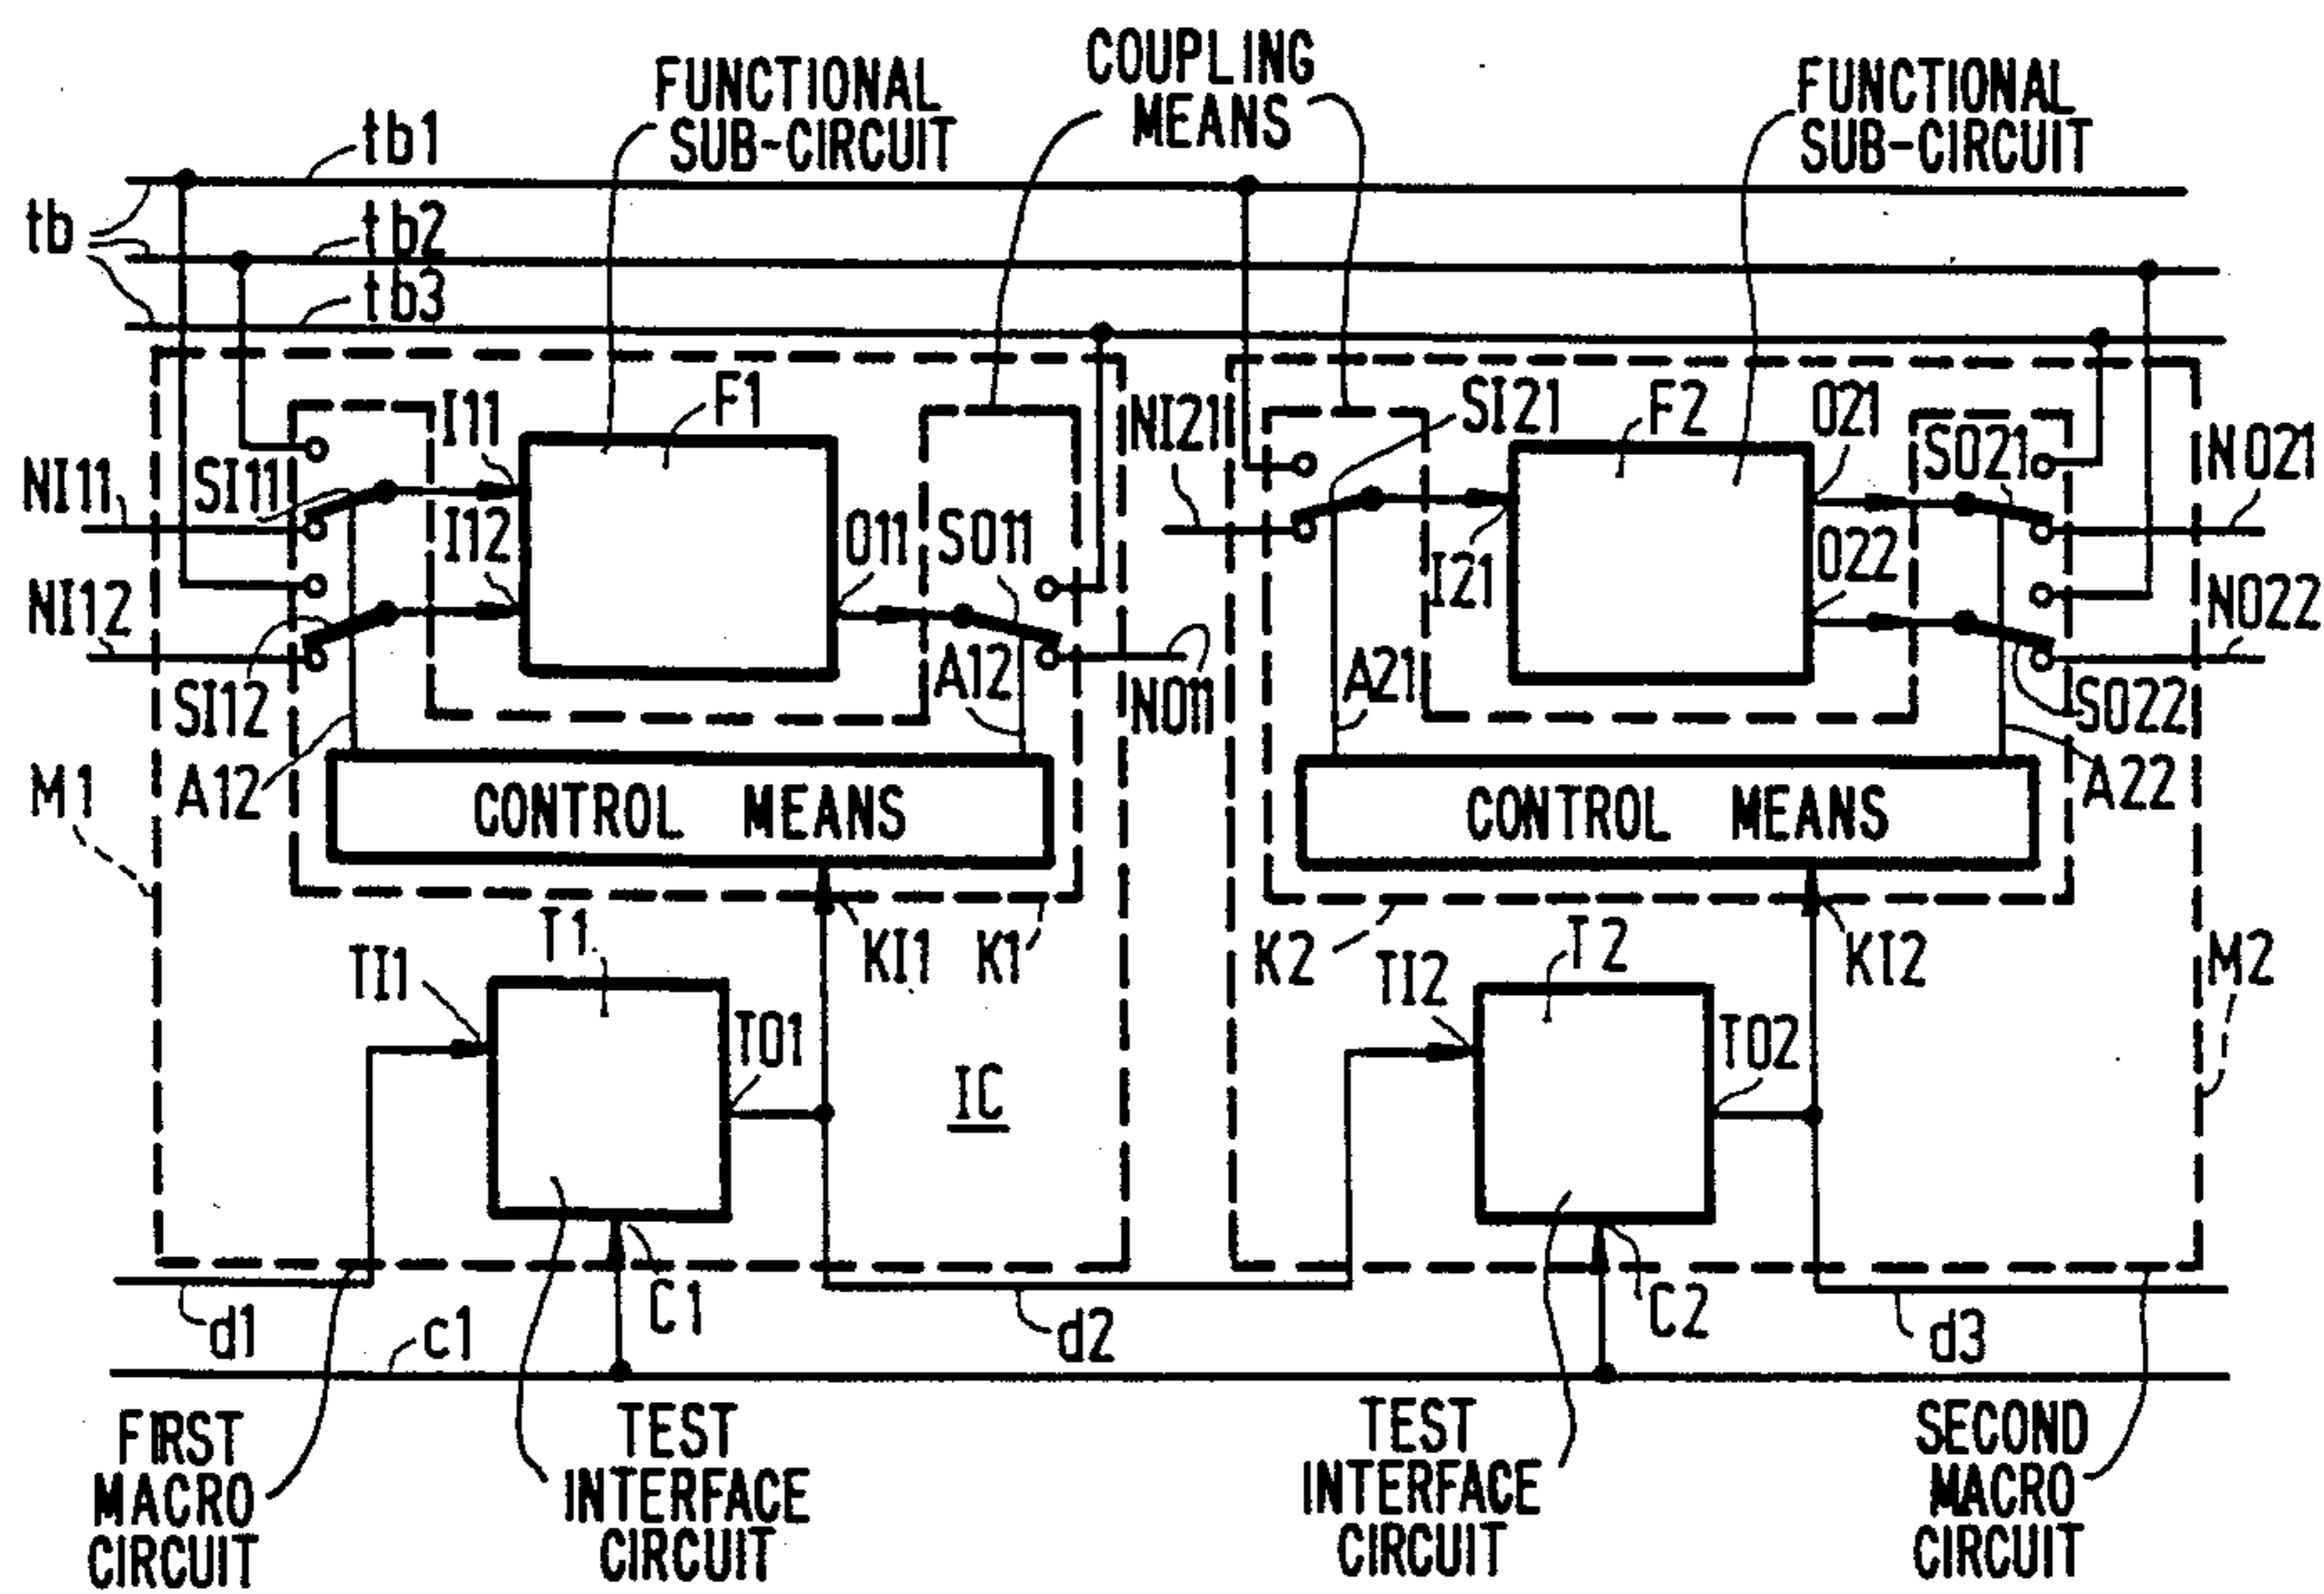 COUPLING
MEANS
FUNCTIONAL
SUB-CIRCUIT
FUNCTIONAL
SUB-CIRCUIT
tb1
tb
tb2
tb3
I11
F1
NI21
SI21
F2
O21
SO21
NO21
NI11
SI11
I12
O11
SO11
I21
O22
NO22
NI12
SI12
A12
NO11
A21
SO22
M1
A12
CONTROL MEANS
CONTROL MEANS
A22
T1
TI1
KI1
K1
K2
TI2
T2
KI2
M2
TO1
TO2
IC
C1
C2
d1
c1
d2
d3
FIRST
MACRO
CIRCUIT
TEST
INTERFACE
CIRCUIT
TEST
INTERFACE
CIRCUIT
SECOND
MACRO
CIRCUIT